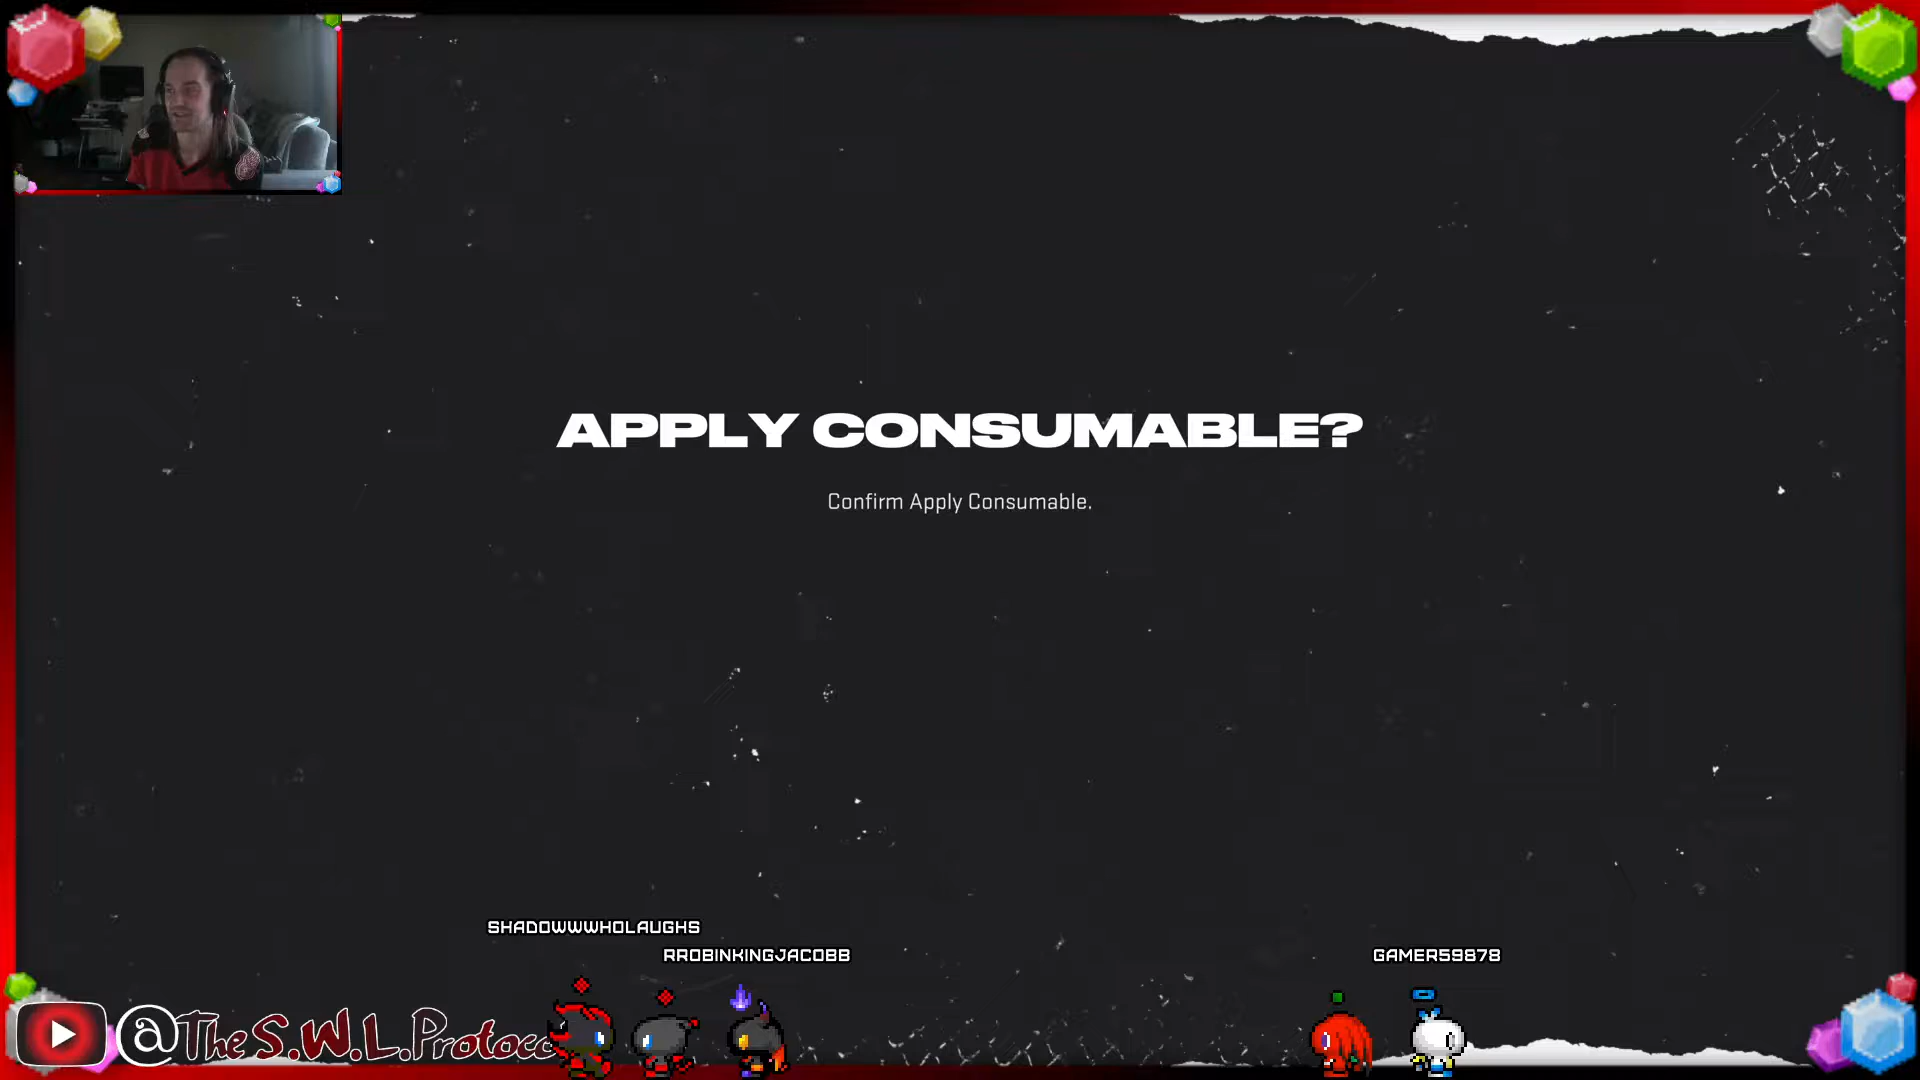 APPLY CONSUMABLE?
Confirm Apply Consumable.
SHADOWWWHOLAUGHS
RROBINKINGJACOBB
GAMER59878
@TheS.W.L.Protoco